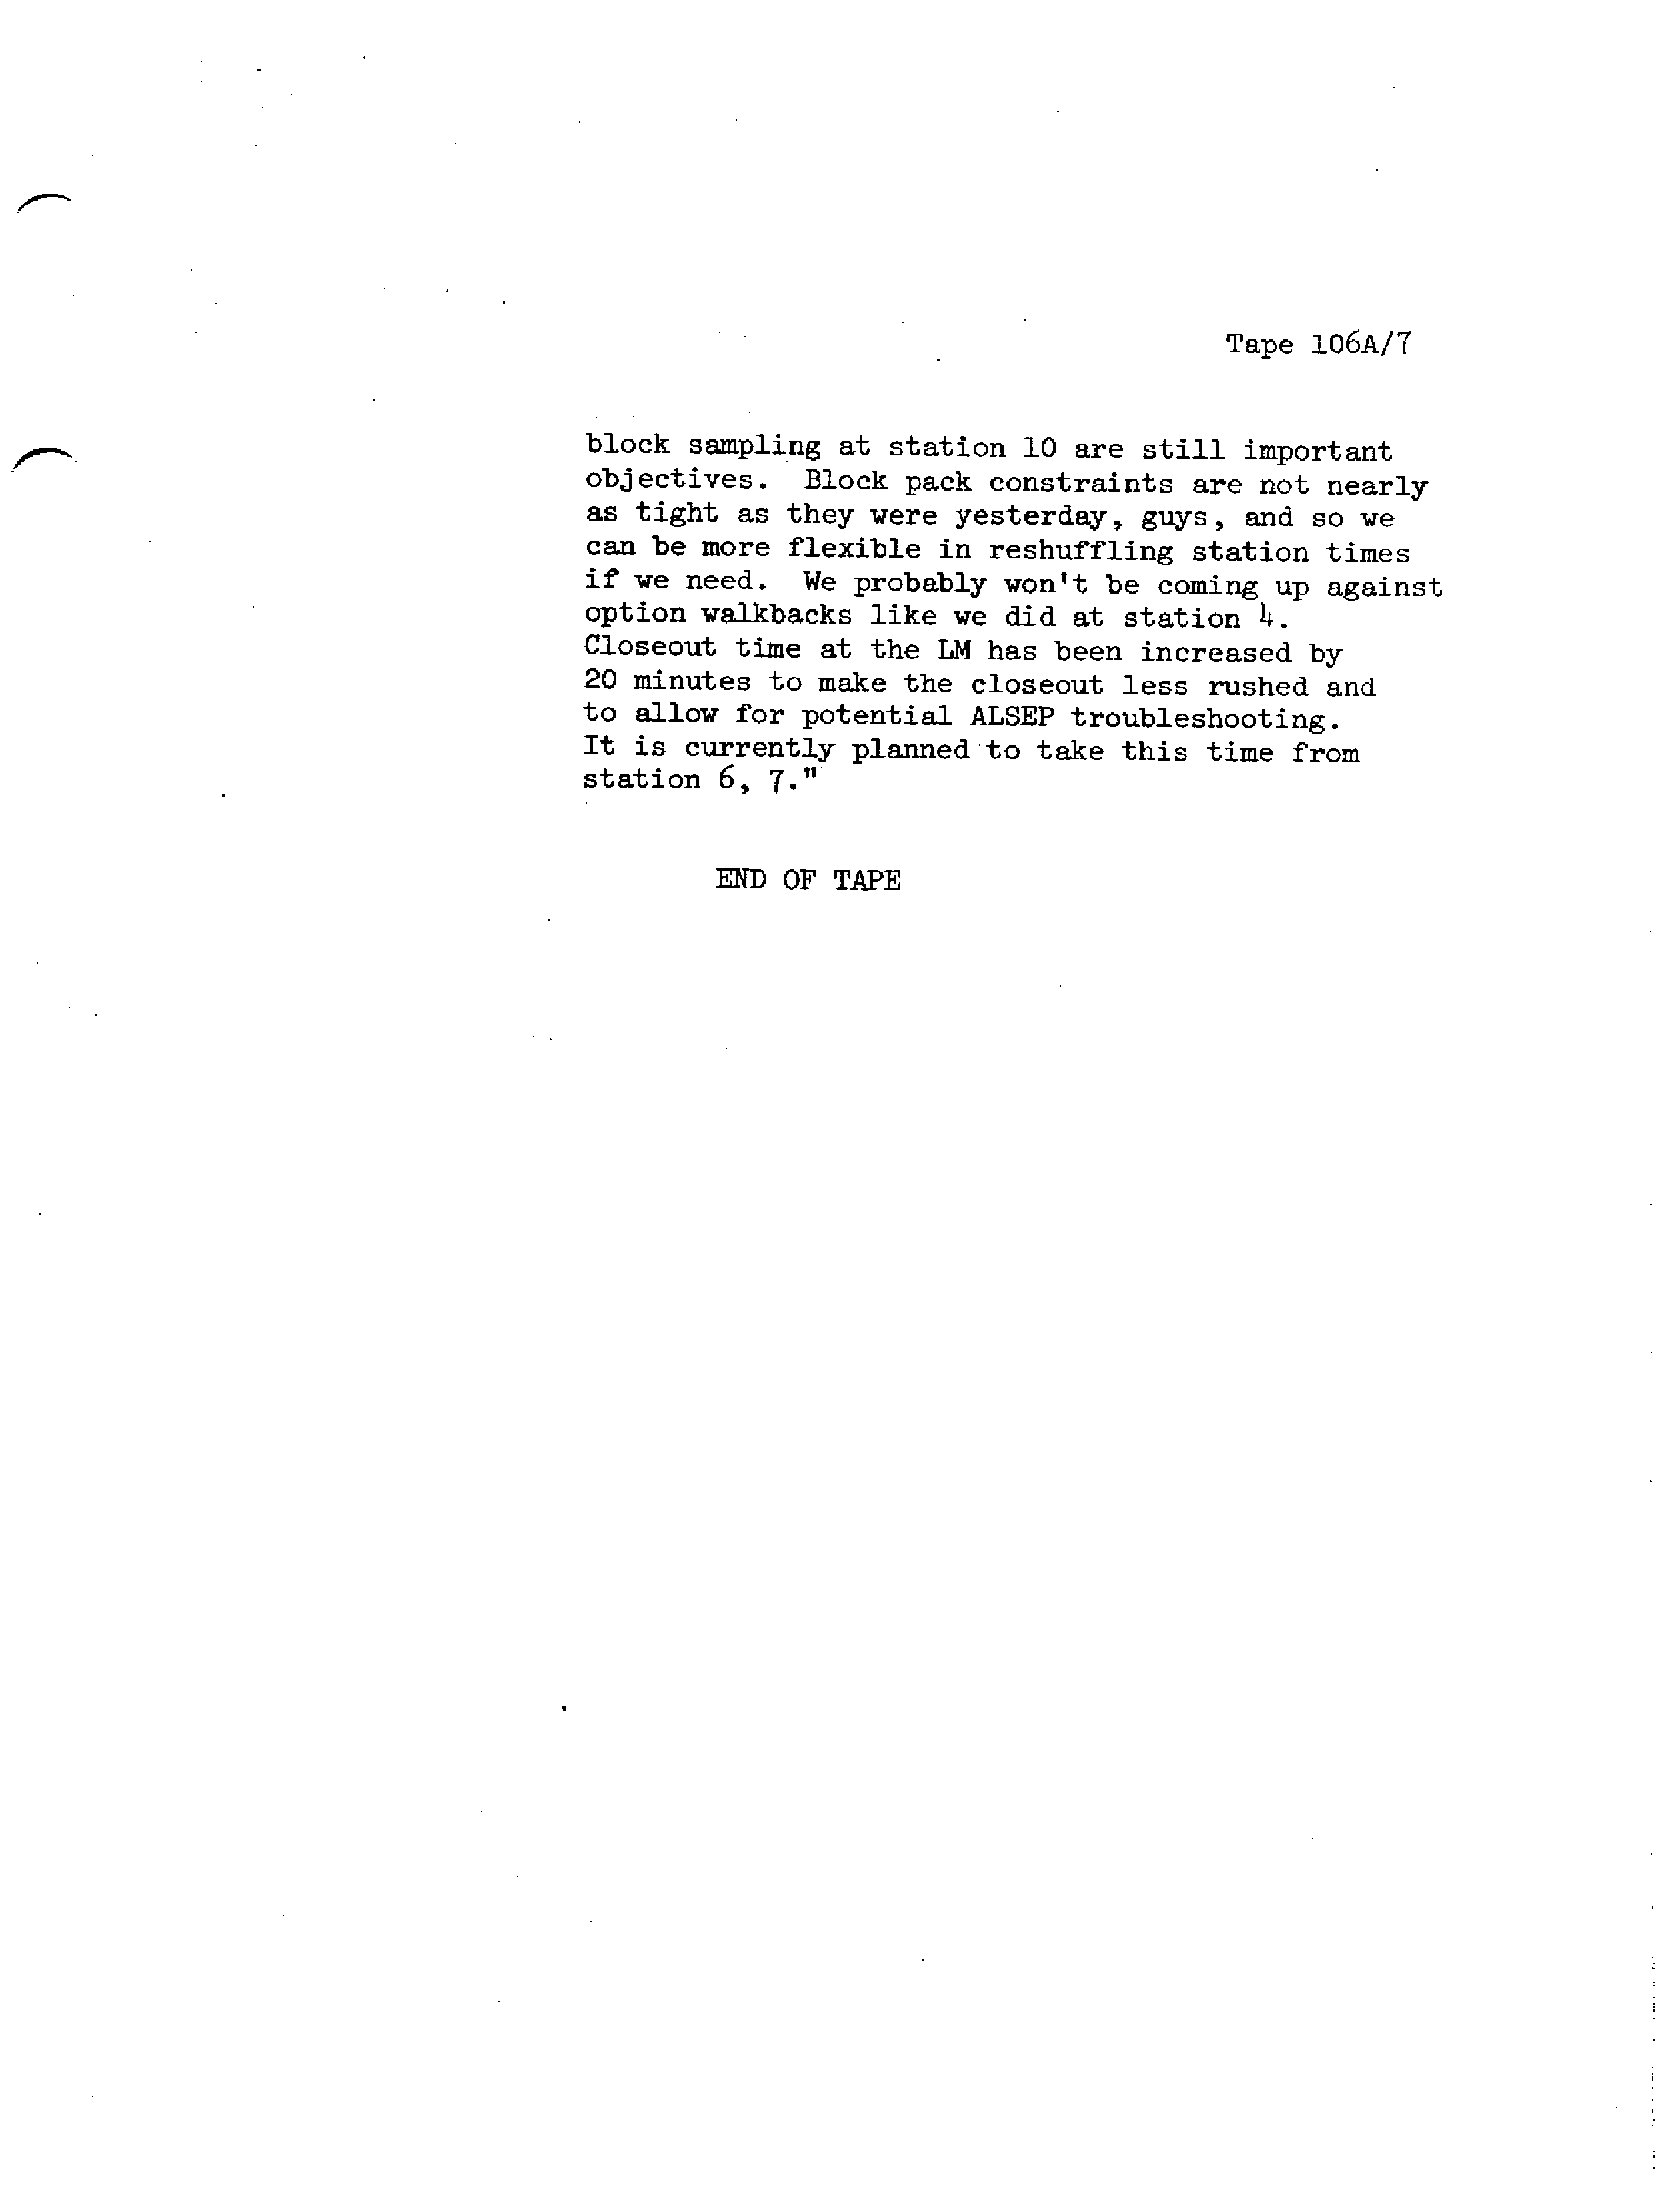 Tape 106A/7
block sampling at station 10 are still important
objectives. Block pack constraints are not nearly
as tight as they were yesterday, guys, and so we
can be more flexible in reshuffling station times
if we need. We probably won't be coming up against
option walkbacks like we did at station 4.
Closeout time at the LM has been increased by
20 minutes to make the closeout less rushed and
to allow for potential ALSEP troubleshooting.
It is currently planned to take this time from
station 6, 7."
END OF TAPE